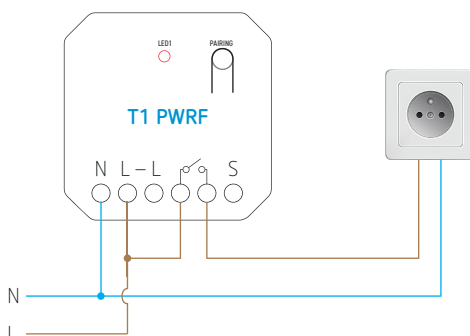 LED1 PAIRING
T1 PWRF
N L – L S
N
L